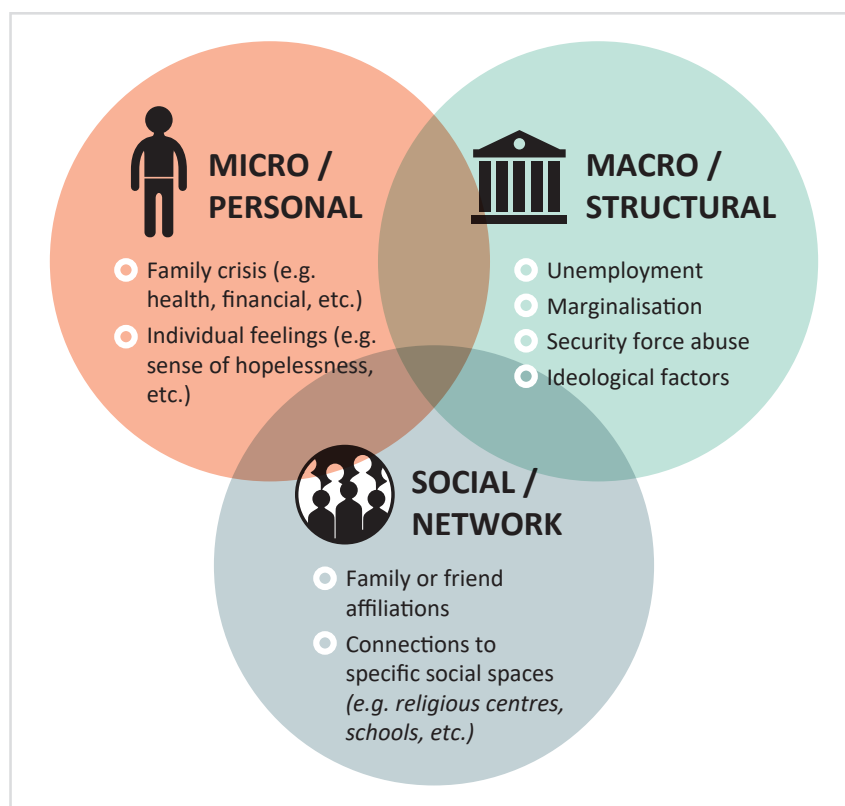 MICRO /
PERSONAL
Family crisis (e.g.
health, financial, etc.)
Individual feelings (e.g.
sense of hopelessness,
etc.)
MACRO /
STRUCTURAL
Unemployment
Marginalisation
Security force abuse
Ideological factors
SOCIAL /
NETWORK
Family or friend
affiliations
Connections to
specific social spaces
(e.g. religious centres,
schools, etc.)